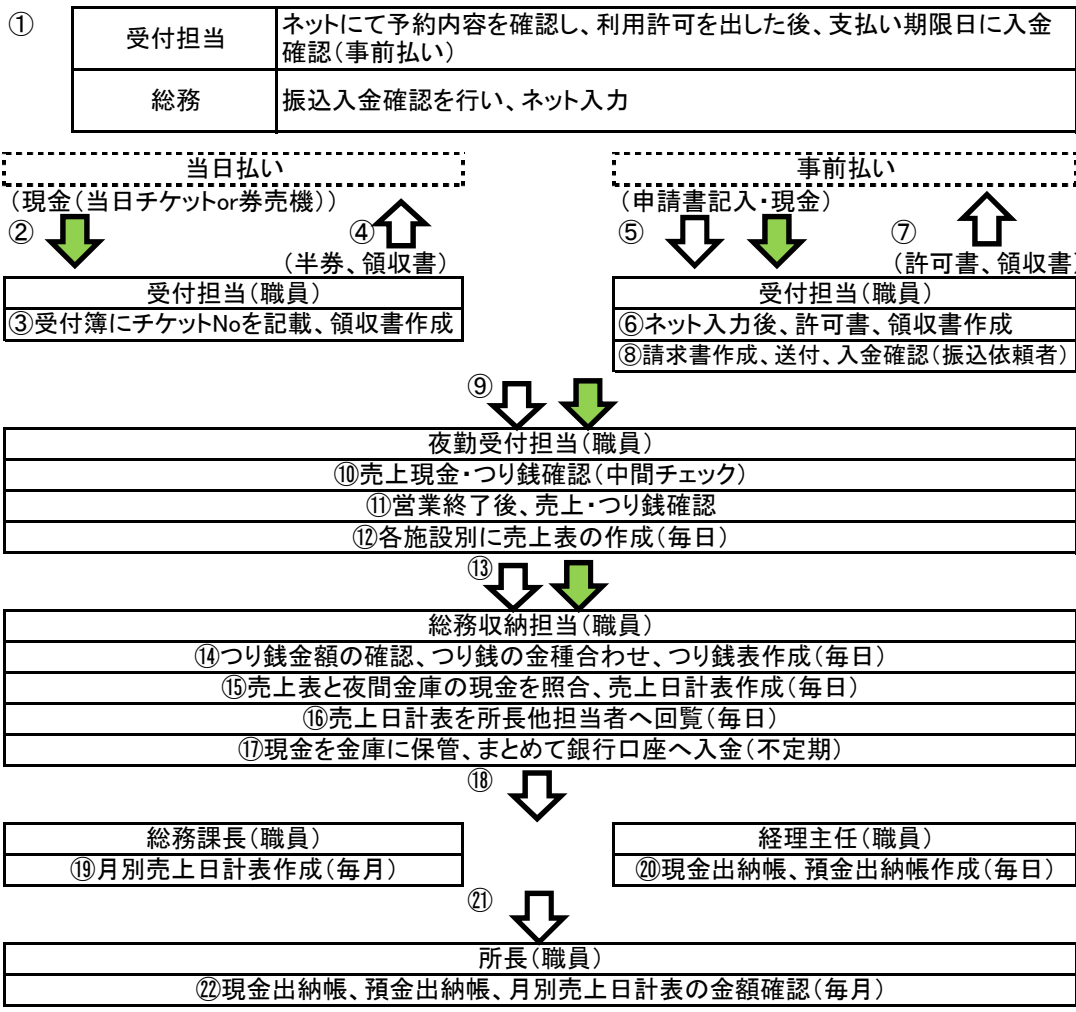 ①
受付担当
ネットにて予約内容を確認し、利用許可を出した後、支払い期限日に入金
確認(事前払い)
総務
振込入金確認を行い、ネット入力
当日払い
事前払い
(現金(当日チケットor券売機))
(申請書記入・現金)
②
④
⑤
⑦
(半券、領収書)
(許可書、領収書)
受付担当(職員)
受付担当(職員)
③受付簿にチケットNoを記載、領収書作成
⑥ネット入力後、許可書、領収書作成
⑧請求書作成、送付、入金確認(振込依頼者)
⑨
夜勤受付担当(職員)
⑩売上現金・つり銭確認(中間チェック)
⑪営業終了後、売上・つり銭確認
⑫各施設別に売上表の作成(毎日)
⑬
総務収納担当(職員)
⑭つり銭金額の確認、つり銭の金種合わせ、つり銭表作成(毎日)
⑮売上表と夜間金庫の現金を照合、売上日計表作成(毎日)
⑯売上日計表を所長他担当者へ回覧(毎日)
⑰現金を金庫に保管、まとめて銀行口座へ入金(不定期)
⑱
総務課長(職員)
経理主任(職員)
⑲月別売上日計表作成(毎月)
⑳現金出納帳、預金出納帳作成(毎日)
㉑
所長(職員)
㉒現金出納帳、預金出納帳、月別売上日計表の金額確認(毎月)